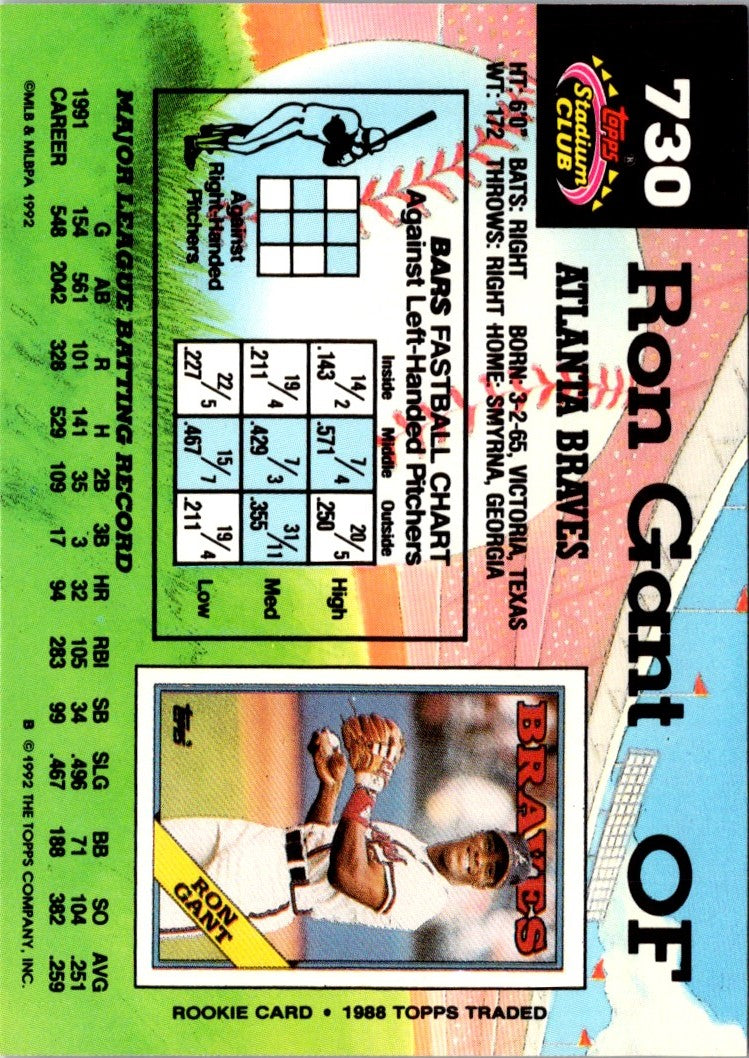 730
TOPPS
Stadium
CLUB
Ron Gant OF
ATLANTA BRAVES
HT: 6'0" BATS: RIGHT BORN: 3-2-65, VICTORIA, TEXAS
WT: 172 THROWS: RIGHT HOME: SMYRNA, GEORGIA
BARS FASTBALL CHART
Against Left-Handed Pitchers
Inside Middle Outside
14/2 7/4 20/5
.143 .571 .250 High
19/4 7/3 31/11
.211 .429 .355 Med
22/5 15/7 19/4
.227 .467 .211 Low
Against
Right-Handed
Pitchers
BRAVES
Topps
RON
GANT
ROOKIE CARD • 1988 TOPPS TRADED
MAJOR LEAGUE BATTING RECORD
G AB R H 2B 3B HR RBI SB SLG BB SO AVG
1991 154 561 101 141 35 3 32 105 34 .496 71 104 .251
CAREER 548 2042 328 529 109 17 94 283 99 .467 188 382 .259
©MLB & MLBPA 1992 B ©1992 THE TOPPS COMPANY, INC.